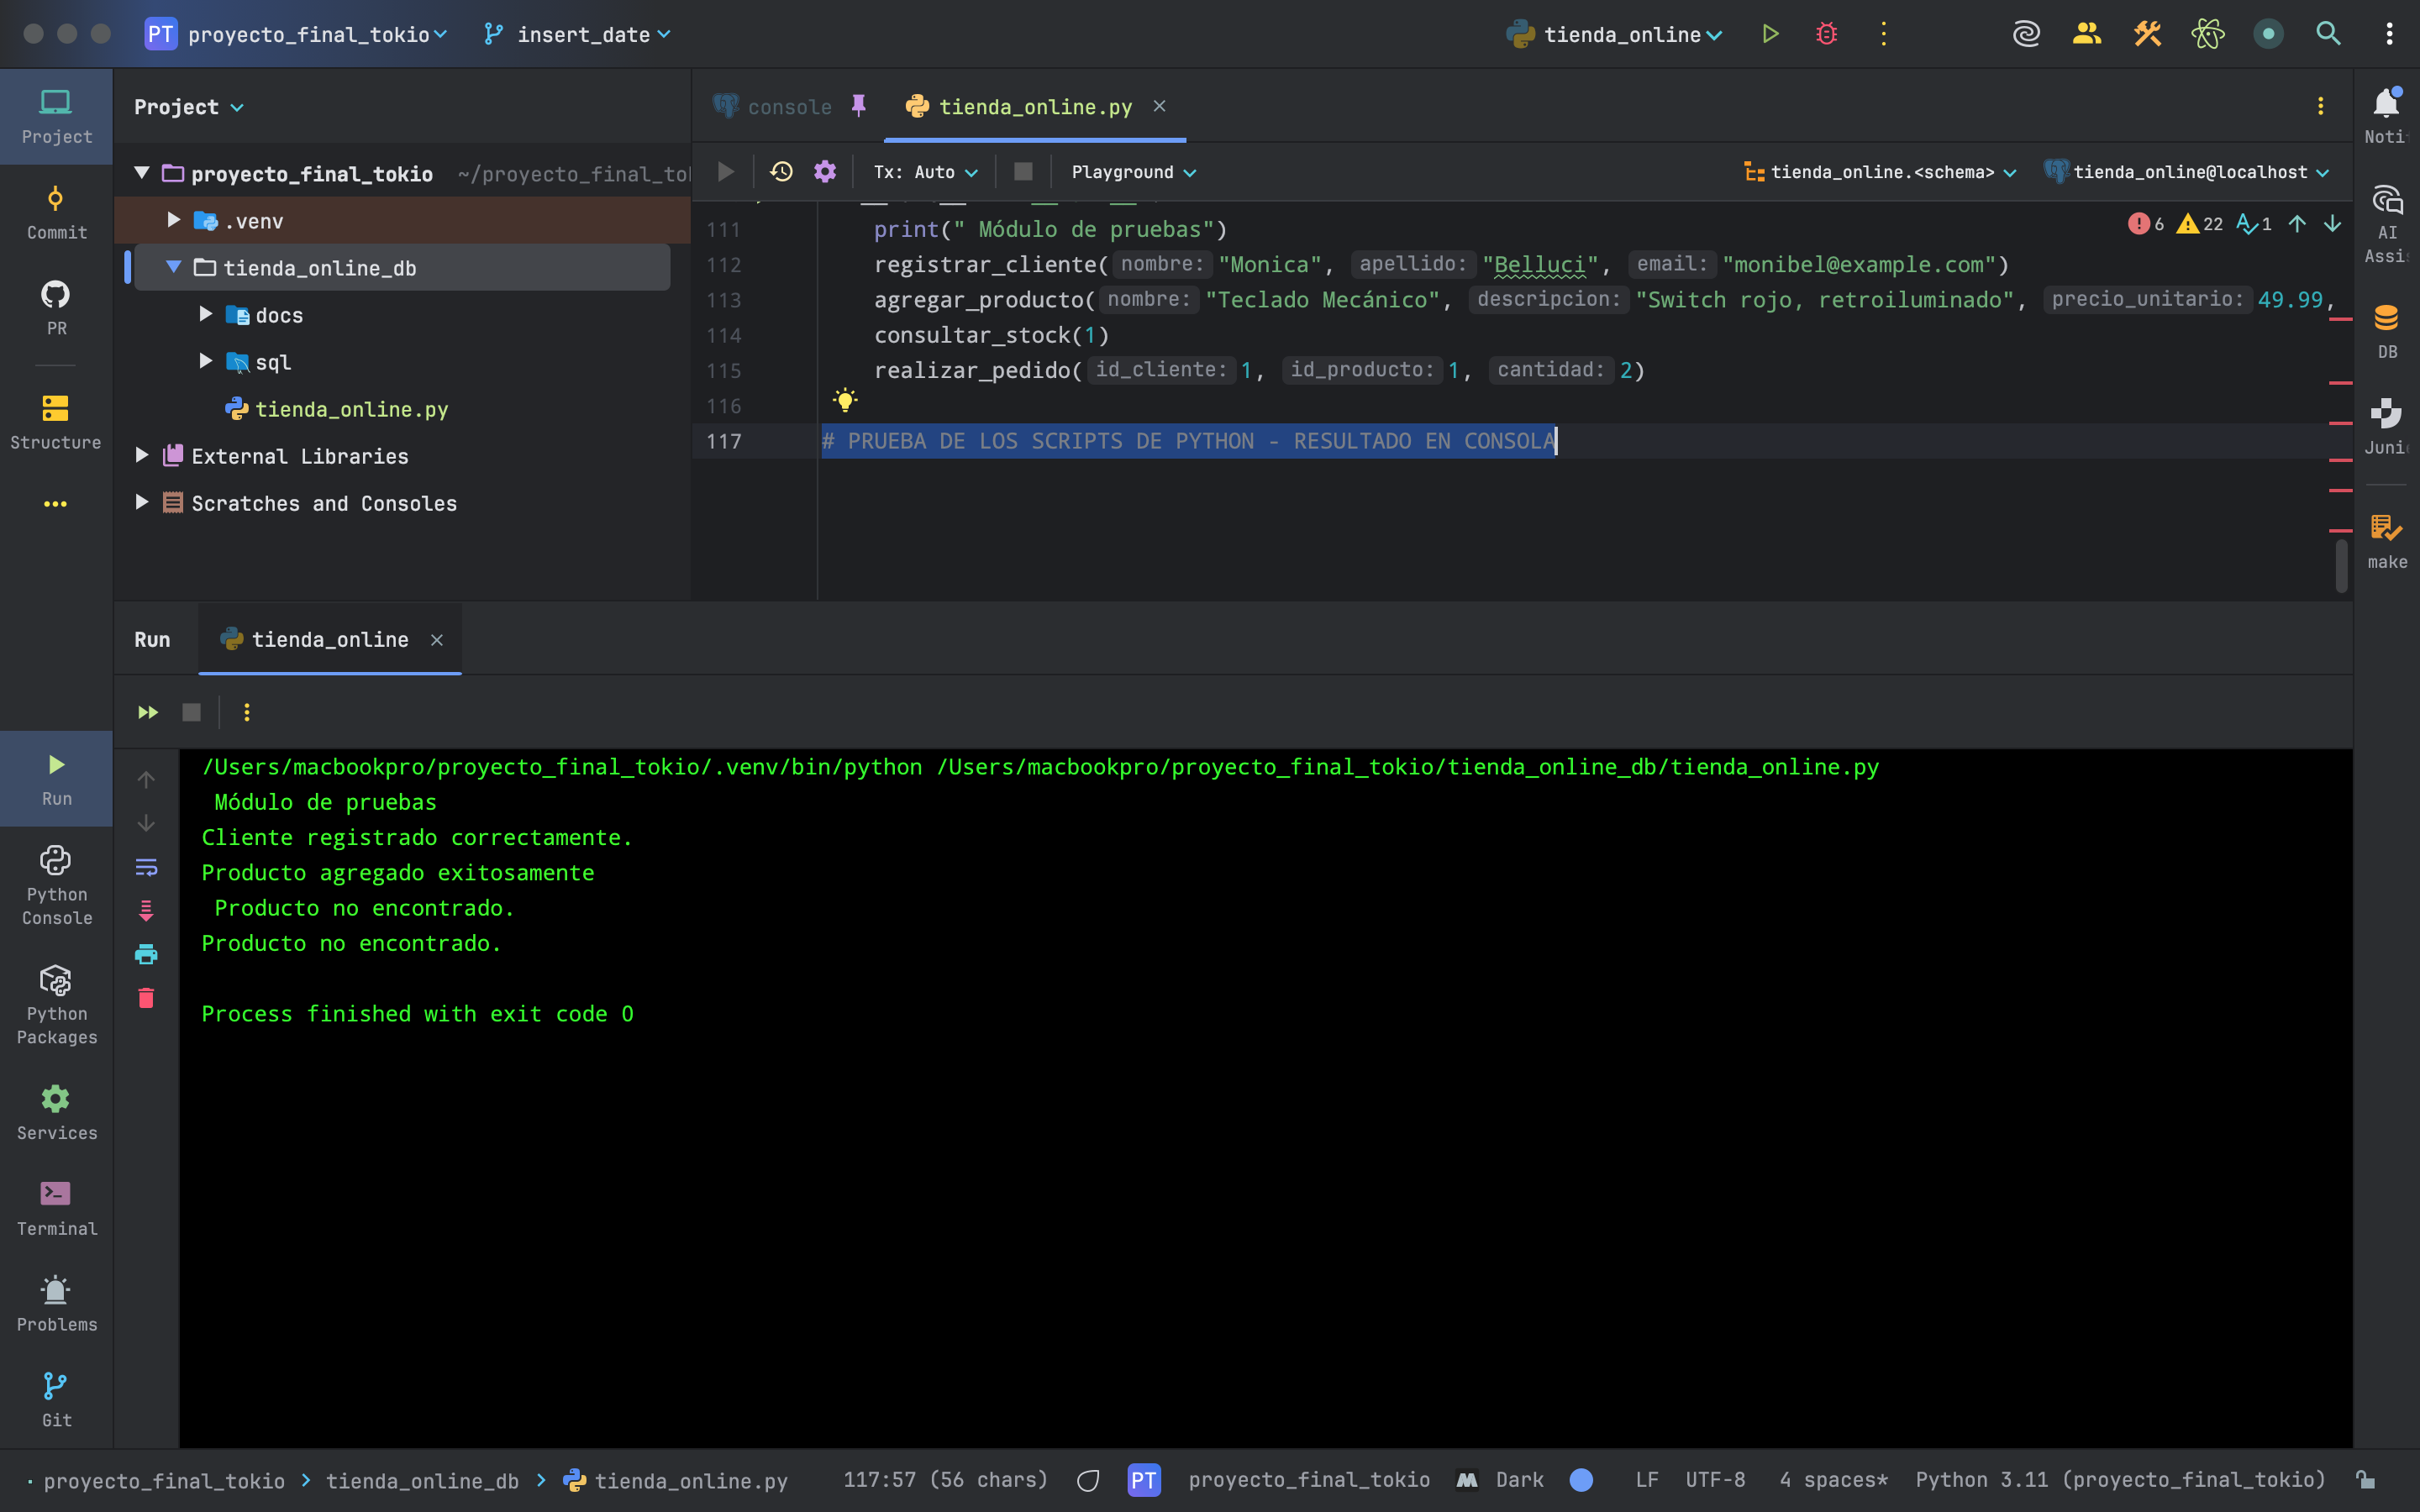 PT proyecto_final_tokio insert_date tienda_online
Project
Commit
PR
Structure
Project
proyecto_final_tokio ~/proyecto_final_tol
.venv
tienda_online_db
docs
sql
tienda_online.py
External Libraries
Scratches and Consoles
console tienda_online.py
Tx: Auto Playground tienda_online.<schema> tienda_online@localhost
6 22 1
111 print(" Módulo de pruebas")
112 registrar_cliente( nombre: "Monica", apellido: "Belluci", email: "monibel@example.com")
113 agregar_producto( nombre: "Teclado Mecánico", descripcion: "Switch rojo, retroiluminado", precio_unitario: 49.99,
114 consultar_stock(1)
115 realizar_pedido( id_cliente: 1, id_producto: 1, cantidad: 2)
116
117 # PRUEBA DE LOS SCRIPTS DE PYTHON - RESULTADO EN CONSOLA
Noti
AI
Assi
DB
Juni
make
Run tienda_online
/Users/macbookpro/proyecto_final_tokio/.venv/bin/python /Users/macbookpro/proyecto_final_tokio/tienda_online_db/tienda_online.py
Módulo de pruebas
Cliente registrado correctamente.
Producto agregado exitosamente
Producto no encontrado.
Producto no encontrado.
Process finished with exit code 0
Run
Python
Console
Python
Packages
Services
Terminal
Problems
Git
proyecto_final_tokio > tienda_online_db > tienda_online.py 117:57 (56 chars) PT proyecto_final_tokio M Dark LF UTF-8 4 spaces* Python 3.11 (proyecto_final_tokio)